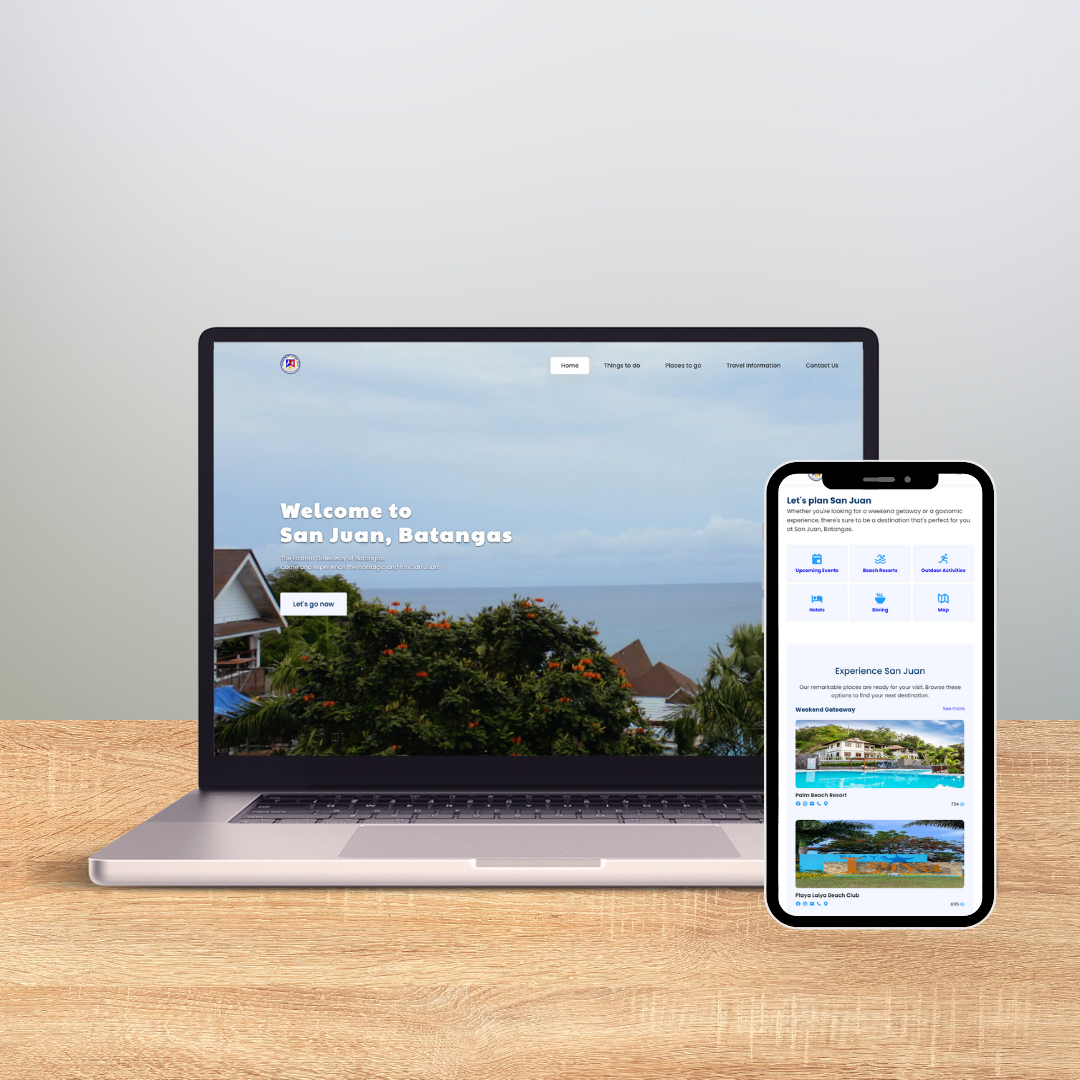 Home
Things to do
Places to go
Travel Information
Contact Us
Welcome to
San Juan, Batangas
The Eastern Gateway of Batangas.
Come and experience the nostalgic and fun San Juan.
Let's go now
Let's plan San Juan
Whether you're looking for a weekend getaway or a gastornic
experience, there's sure to be a destination that's perfect for you
at San Juan, Batangas.
Upcoming Events
Beach Resorts
Outdoor Activities
Hotels
Dining
Map
Experience San Juan
Our remarkable places are ready for your visit. Browse these
options to find your next destination.
Weekend Gateaway
See more
Palm Beach Resort
734
Playa Laiya Beach Club
695